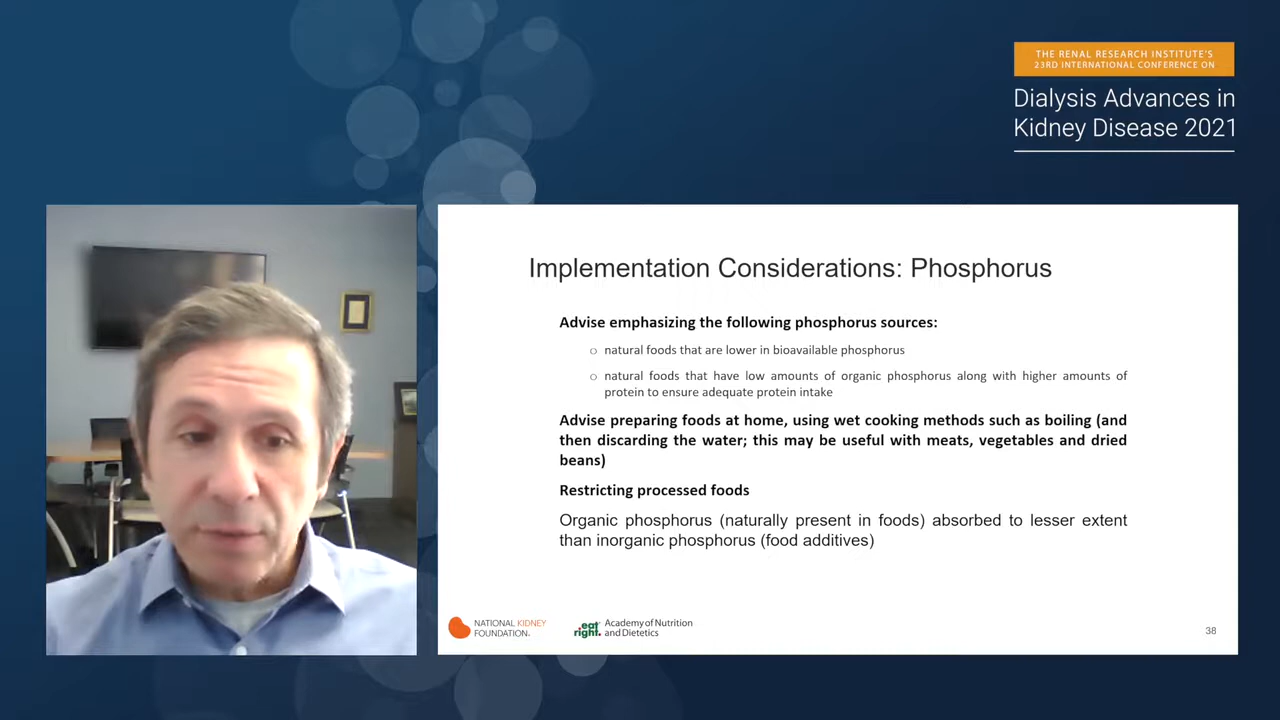 THE RENAL RESEARCH INSTITUTE'S
23RD INTERNATIONAL CONFERENCE ON
Dialysis Advances in
Kidney Disease 2021
Implementation Considerations: Phosphorus
Advise emphasizing the following phosphorus sources:
○ natural foods that are lower in bioavailable phosphorus
○ natural foods that have low amounts of organic phosphorus along with higher amounts of
protein to ensure adequate protein intake
Advise preparing foods at home, using wet cooking methods such as boiling (and
then discarding the water; this may be useful with meats, vegetables and dried
beans)
Restricting processed foods
Organic phosphorus (naturally present in foods) absorbed to lesser extent
than inorganic phosphorus (food additives)
NATIONAL KIDNEY
FOUNDATION®
eat
right.
Academy of Nutrition
and Dietetics
38